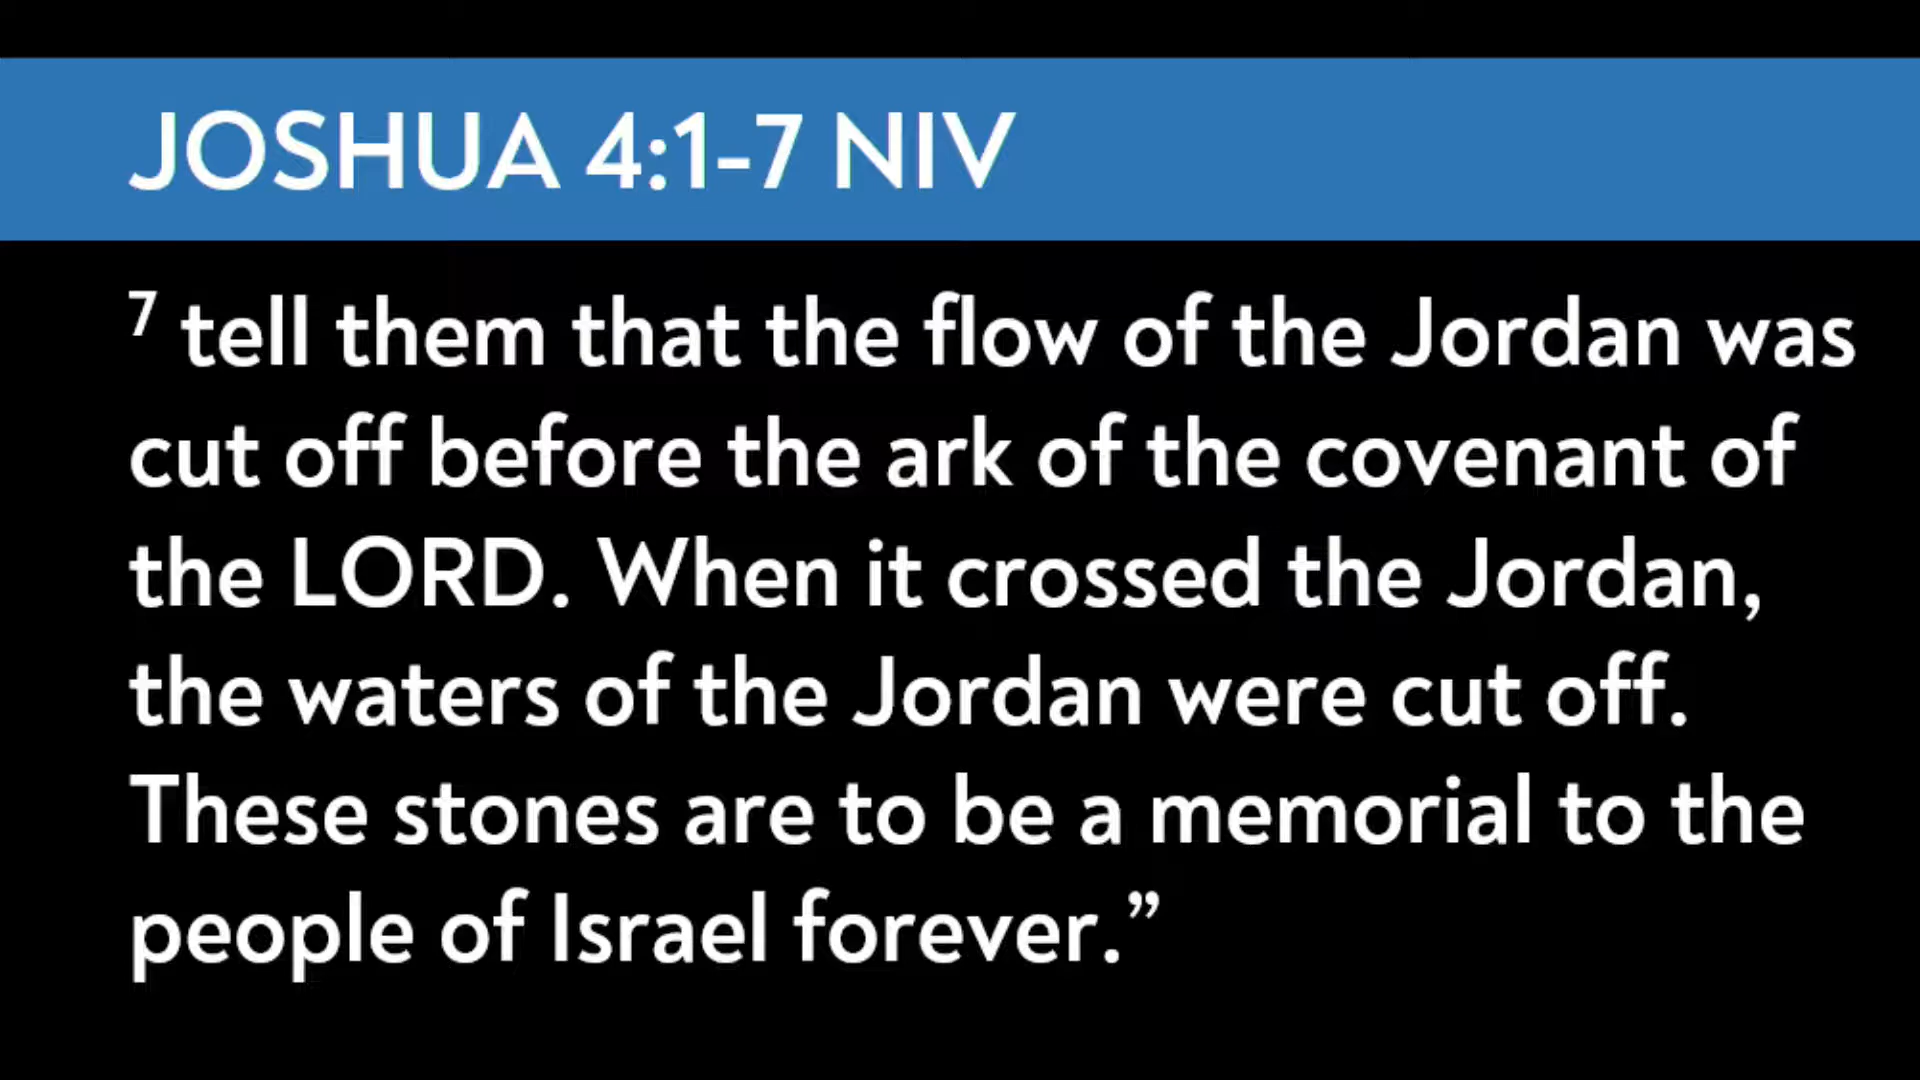 JOSHUA 4:1-7 NIV
⁷ tell them that the flow of the Jordan was
cut off before the ark of the covenant of
the LORD. When it crossed the Jordan,
the waters of the Jordan were cut off.
These stones are to be a memorial to the
people of Israel forever.”